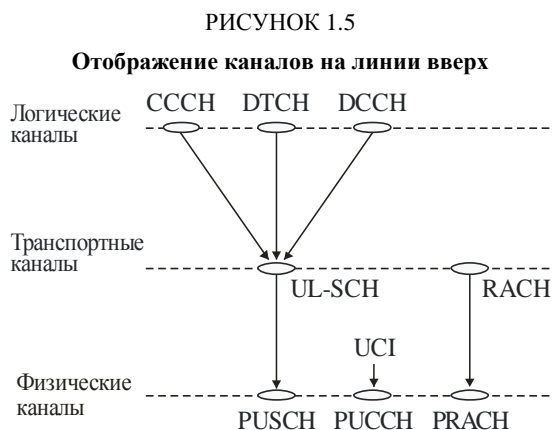 РИСУНОК 1.5
Отображение каналов на линии вверх
CCCH DTCH DCCH
Логические
каналы
Транспортные
каналы
UL-SCH RACH
UCI
Физические
каналы
PUSCH PUCCH PRACH